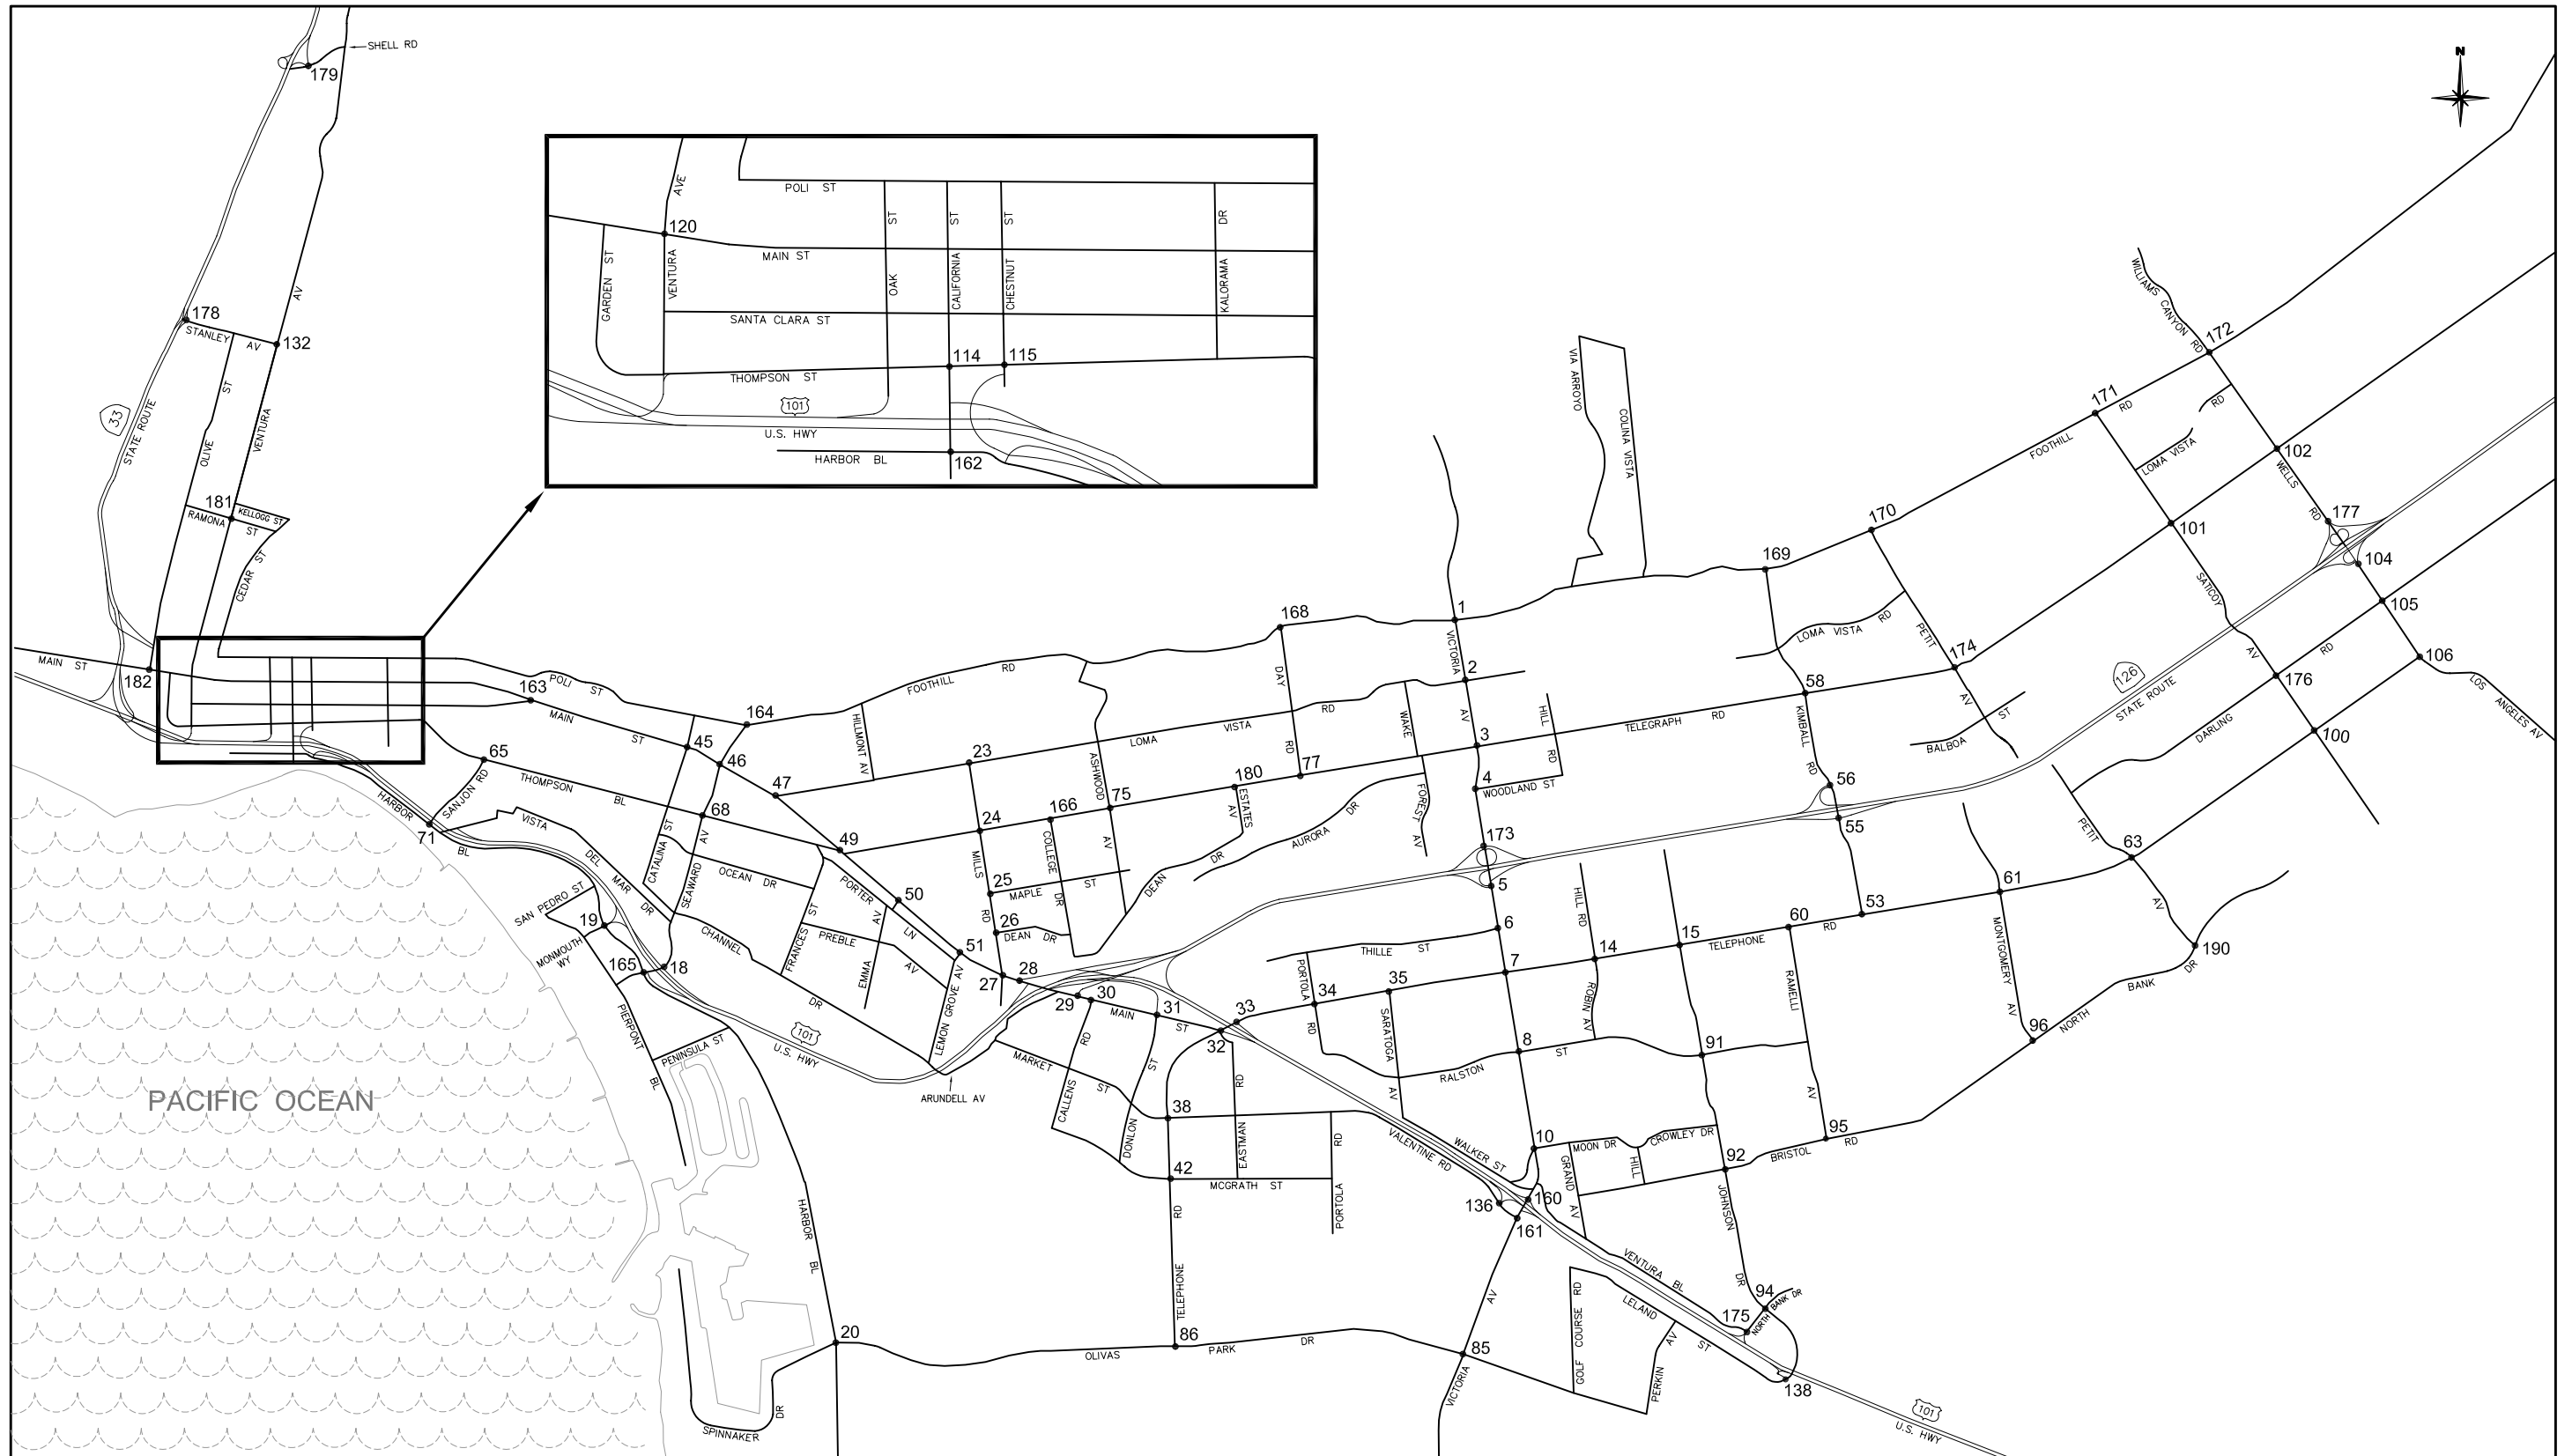 SHELL RD
179
N
POLI ST
AVE
ST
ST
ST
DR
120
MAIN ST
GARDEN ST
VENTURA
OAK
CALIFORNIA
CHESTNUT
KALORAMA
SANTA CLARA ST
114
115
THOMPSON ST
101
U.S. HWY
HARBOR BL
162
178
STANLEY AV
132
AV
33
STATE ROUTE
OLIVE ST
VENTURA
181
RAMONA ST
KELLOGG ST
CEDAR ST
MAIN ST
182
POLI ST
163
MAIN ST
164
45
46
47
65
SANJON RD
THOMPSON BL
68
49
HARBOR BL
71
VISTA DEL MAR DR
CATALINA ST
SEAWARD AV
OCEAN DR
FRANCES ST
PORTER LN
50
EMMA AV
PREBLE AV
51
LEMON GROVE AV
CHANNEL DR
SAN PEDRO ST
19
MONMOUTH WY
165
18
PIERPONT BL
PENINSULA ST
101
U.S. HWY
ARUNDELL AV
PACIFIC OCEAN
HARBOR BL
20
SPINNAKER DR
FOOTHILL RD
HILLMONT AV
23
24
25
26
27
28
29
30
31
32
33
MILLS RD
166
COLLEGE DR
MAPLE ST
DEAN DR
ASHWOOD AV
75
LOMA VISTA RD
168
DAY RD
77
180
ESTATES AV
DEAN DR
AURORA DR
WAKE FOREST AV
MAIN ST
MARKET ST
CALLENS RD
DONLON ST
38
EASTMAN RD
42
MCGRATH ST
PORTOLA RD
TELEPHONE RD
86
OLIVAS PARK DR
85
VICTORIA AV
VALENTINE RD
WALKER ST
136
160
161
1
VICTORIA AV
2
3
4
WOODLAND ST
HILL RD
173
5
6
THILLE ST
7
PORTOLA RD
34
35
SARATOGA AV
RALSTON ST
8
10
MOON DR
CROWLEY DR
HILL
GRAND AV
92
BRISTOL RD
95
JOHNSON DR
94
NORTH BANK DR
175
138
VENTURA BL
LELAND ST
GOLF COURSE RD
PERKIN AV
101
U.S. HWY
VIA ARROYO
COLINA VISTA
TELEGRAPH RD
169
170
LOMA VISTA RD
58
KIMBALL RD
56
55
53
HILL RD
14
ROBIN AV
15
TELEPHONE RD
60
RAMELLI AV
91
61
MONTGOMERY AV
96
NORTH BANK DR
190
63
PETIT AV
PETIT AV
174
BALBOA ST
126
STATE ROUTE
DARLING RD
FOOTHILL RD
171
172
WILLIAMS CANYON RD
LOMA VISTA RD
102
WELLS RD
101
177
104
SATICOY AV
105
106
176
100
LOS ANGELES AV